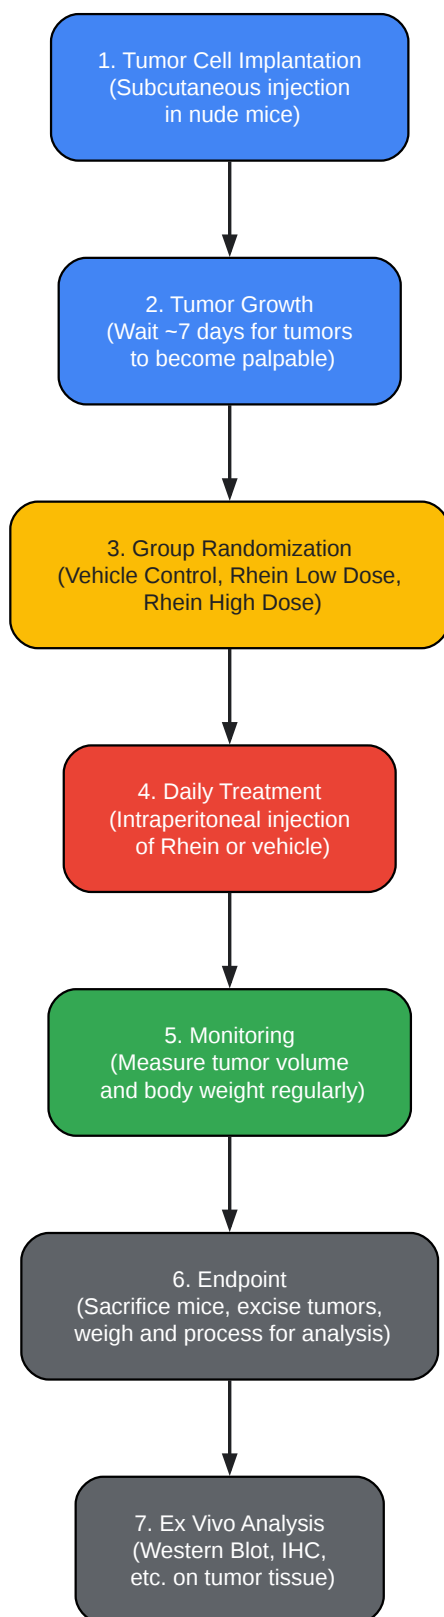 1. Tumor Cell Implantation
(Subcutaneous injection
in nude mice)
2. Tumor Growth
(Wait ~7 days for tumors
to become palpable)
3. Group Randomization
(Vehicle Control, Rhein Low Dose,
Rhein High Dose)
4. Daily Treatment
(Intraperitoneal injection
of Rhein or vehicle)
5. Monitoring
(Measure tumor volume
and body weight regularly)
6. Endpoint
(Sacrifice mice, excise tumors,
weigh and process for analysis)
7. Ex Vivo Analysis
(Western Blot, IHC,
etc. on tumor tissue)